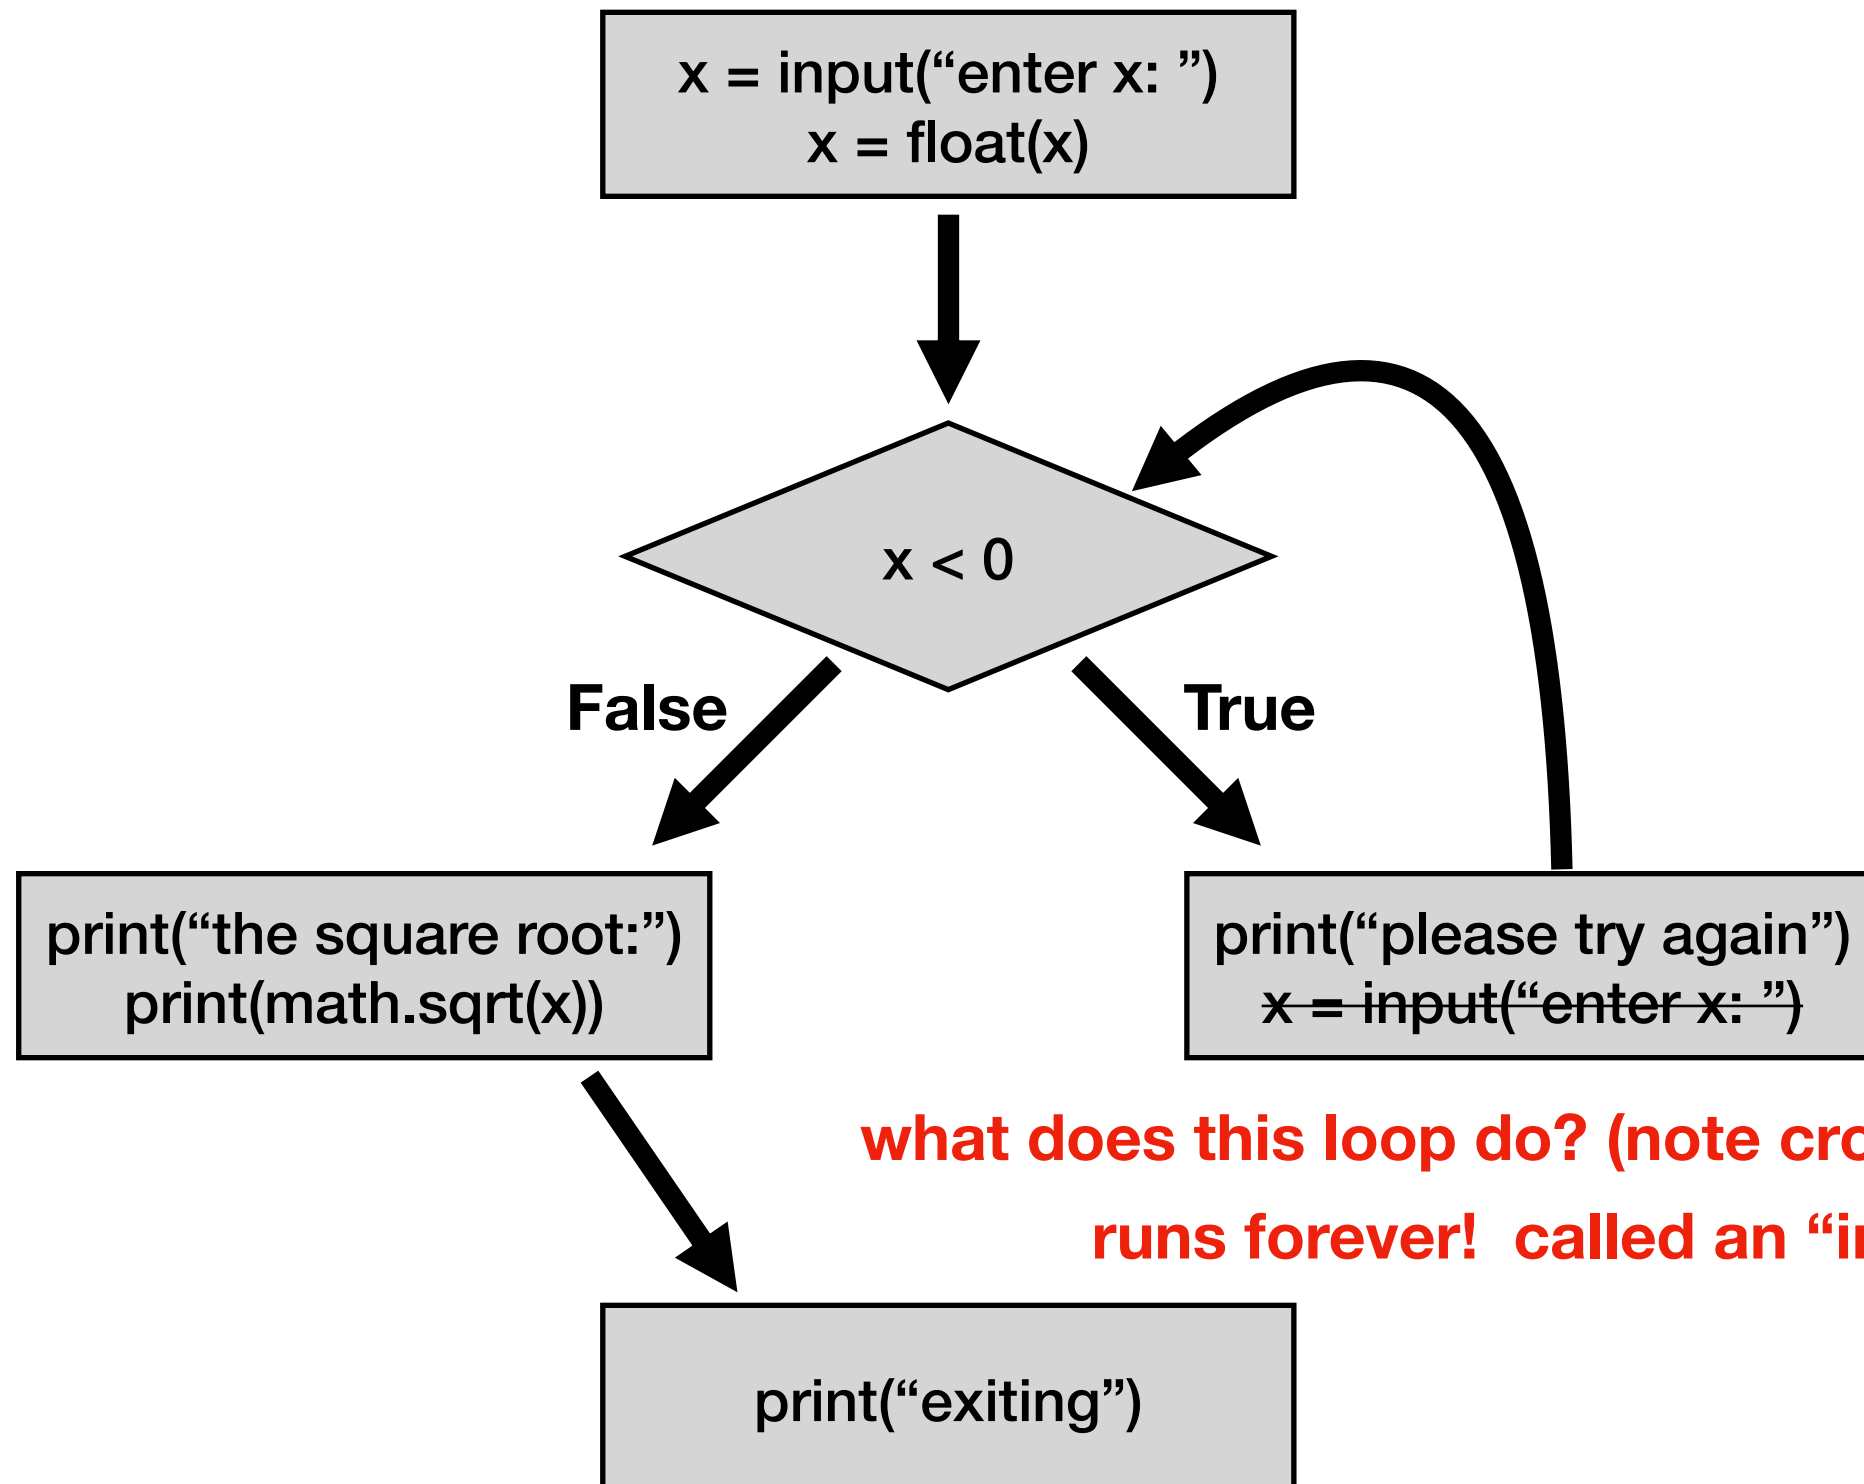 x = input(“enter x: ”)
x = float(x)
x < 0
False
True
print(“the square root:”)
print(math.sqrt(x))
print(“please try again”)
x = input(“enter x: ”)
what does this loop do? (note
runs forever!  called an
print(“exiting”)